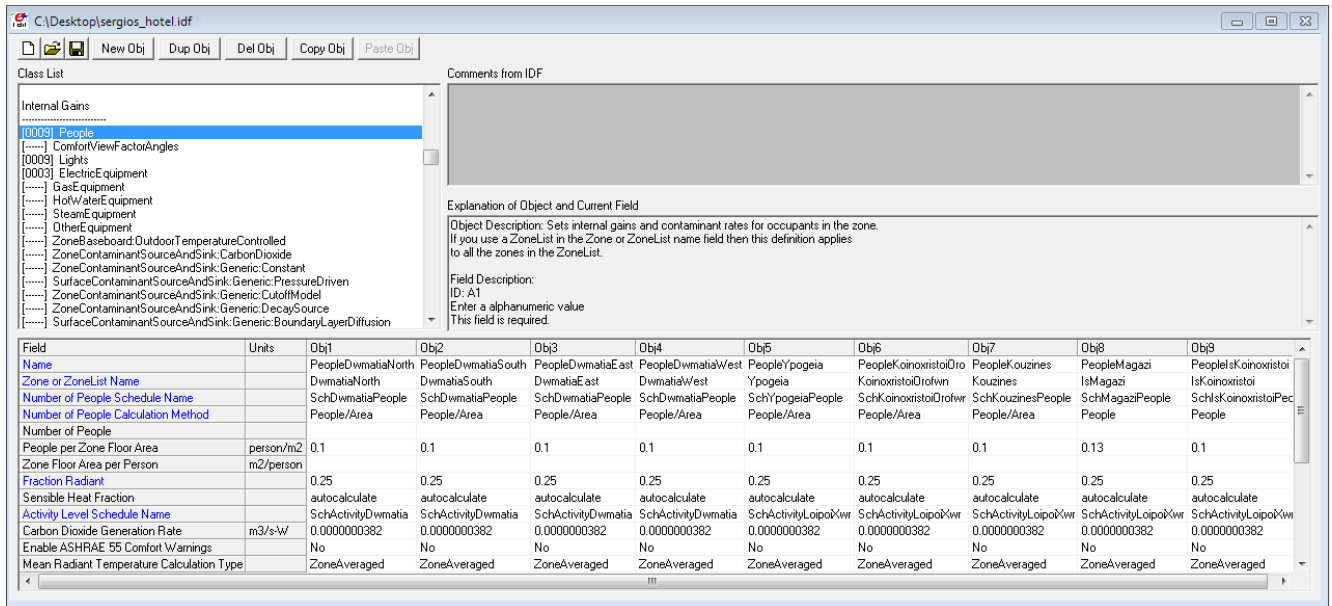 C:\Desktop\sergios_hotel.idf
New Obj Dup Obj Del Obj Copy Obj Paste Obj
Class List
Comments from IDF
Internal Gains
---------------------------
[0009] People
[------] ComfortViewFactorAngles
[0009] Lights
[0003] ElectricEquipment
[------] GasEquipment
[------] HotWaterEquipment
[------] SteamEquipment
[------] OtherEquipment
[------] ZoneBaseboard:OutdoorTemperatureControlled
[------] ZoneContaminantSourceAndSink:CarbonDioxide
[------] ZoneContaminantSourceAndSink:Generic:Constant
[------] SurfaceContaminantSourceAndSink:Generic:PressureDriven
[------] ZoneContaminantSourceAndSink:Generic:CutoffModel
[------] ZoneContaminantSourceAndSink:Generic:DecaySource
[------] SurfaceContaminantSourceAndSink:Generic:BoundaryLayerDiffusion
Explanation of Object and Current Field
Object Description: Sets internal gains and contaminant rates for occupants in the zone.
If you use a ZoneList in the Zone or ZoneList name field then this definition applies
to all the zones in the ZoneList.
Field Description:
ID: A1
Enter a alphanumeric value
This field is required.
Field Units Obj1 Obj2 Obj3 Obj4 Obj5 Obj6 Obj7 Obj8 Obj9
Name PeopleDwmatiaNorth PeopleDwmatiaSouth PeopleDwmatiaEast PeopleDwmatiaWest PeopleYpogeia PeopleKoinoxristoiOro PeopleKouzines PeopleMagazi PeopleIsKoinoxristoi
Zone or ZoneList Name DwmatiaNorth DwmatiaSouth DwmatiaEast DwmatiaWest Ypogeia KoinoxristoiOrofwn Kouzines IsMagazi IsKoinoxristoi
Number of People Schedule Name SchDwmatiaPeople SchDwmatiaPeople SchDwmatiaPeople SchDwmatiaPeople SchYpogeiaPeople SchKoinoxristoiOrofwr SchKouzinesPeople SchMagaziPeople SchIsKoinoxristoiPec
Number of People Calculation Method People/Area People/Area People/Area People/Area People/Area People/Area People/Area People People
Number of People
People per Zone Floor Area person/m2 0.1 0.1 0.1 0.1 0.1 0.1 0.1 0.13 0.1
Zone Floor Area per Person m2/person
Fraction Radiant 0.25 0.25 0.25 0.25 0.25 0.25 0.25 0.25 0.25
Sensible Heat Fraction autocalculate autocalculate autocalculate autocalculate autocalculate autocalculate autocalculate autocalculate autocalculate
Activity Level Schedule Name SchActivityDwmatia SchActivityDwmatia SchActivityDwmatia SchActivityDwmatia SchActivityLoipoiXwr SchActivityLoipoiXwr SchActivityLoipoiXwr SchActivityLoipoiXwr SchActivityLoipoiXwr
Carbon Dioxide Generation Rate m3/s-W 0.0000000382 0.0000000382 0.0000000382 0.0000000382 0.0000000382 0.0000000382 0.0000000382 0.0000000382 0.0000000382
Enable ASHRAE 55 Comfort Warnings No No No No No No No No No
Mean Radiant Temperature Calculation Type ZoneAveraged ZoneAveraged ZoneAveraged ZoneAveraged ZoneAveraged ZoneAveraged ZoneAveraged ZoneAveraged ZoneAveraged